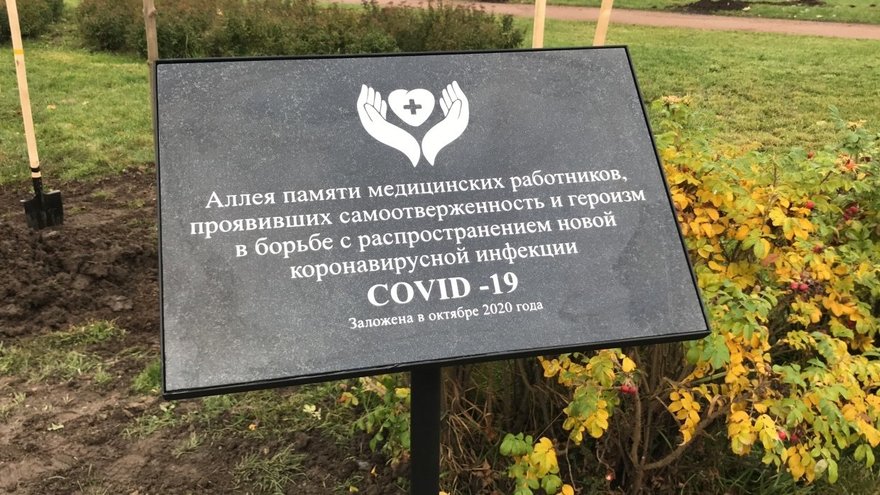 Аллея памяти медицинских работников,
проявивших самоотверженность и героизм
в борьбе с распространением новой
коронавирусной инфекции
COVID -19
Заложена в октябре 2020 года